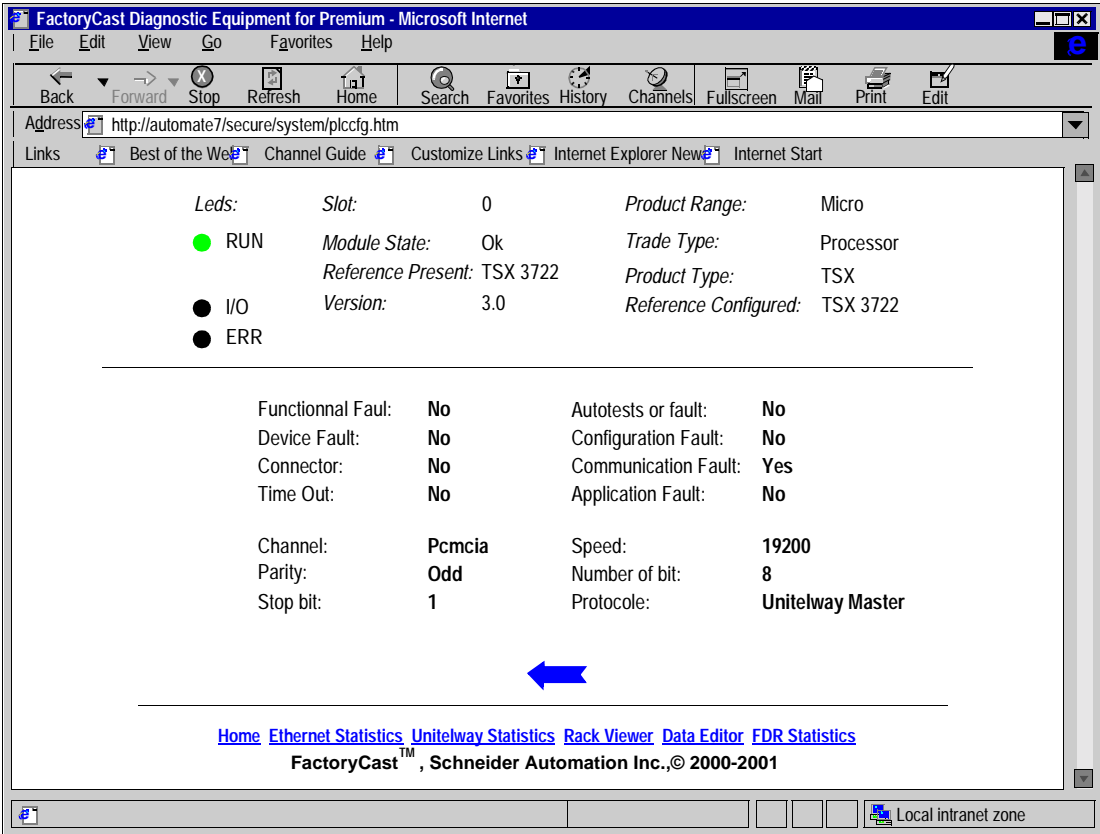 FactoryCast Diagnostic Equipment for Premium - Microsoft Internet
File Edit View Go Favorites Help
Back Forward Stop Refresh Home Search Favorites History Channels Fullscreen Mail Print Edit
Address http://automate7/secure/system/plccfg.htm
Links Best of the We Channel Guide Customize Links Internet Explorer New Internet Start
Leds: Slot: 0 Product Range: Micro
RUN Module State: Ok Trade Type: Processor
Reference Present: TSX 3722 Product Type: TSX
I/O Version: 3.0 Reference Configured: TSX 3722
ERR
Functionnal Faul: No Autotests or fault: No
Device Fault: No Configuration Fault: No
Connector: No Communication Fault: Yes
Time Out: No Application Fault: No
Channel: Pcmcia Speed: 19200
Parity: Odd Number of bit: 8
Stop bit: 1 Protocole: Unitelway Master
Home Ethernet Statistics Unitelway Statistics Rack Viewer Data Editor FDR Statistics
FactoryCast™ , Schneider Automation Inc.,© 2000-2001
Local intranet zone